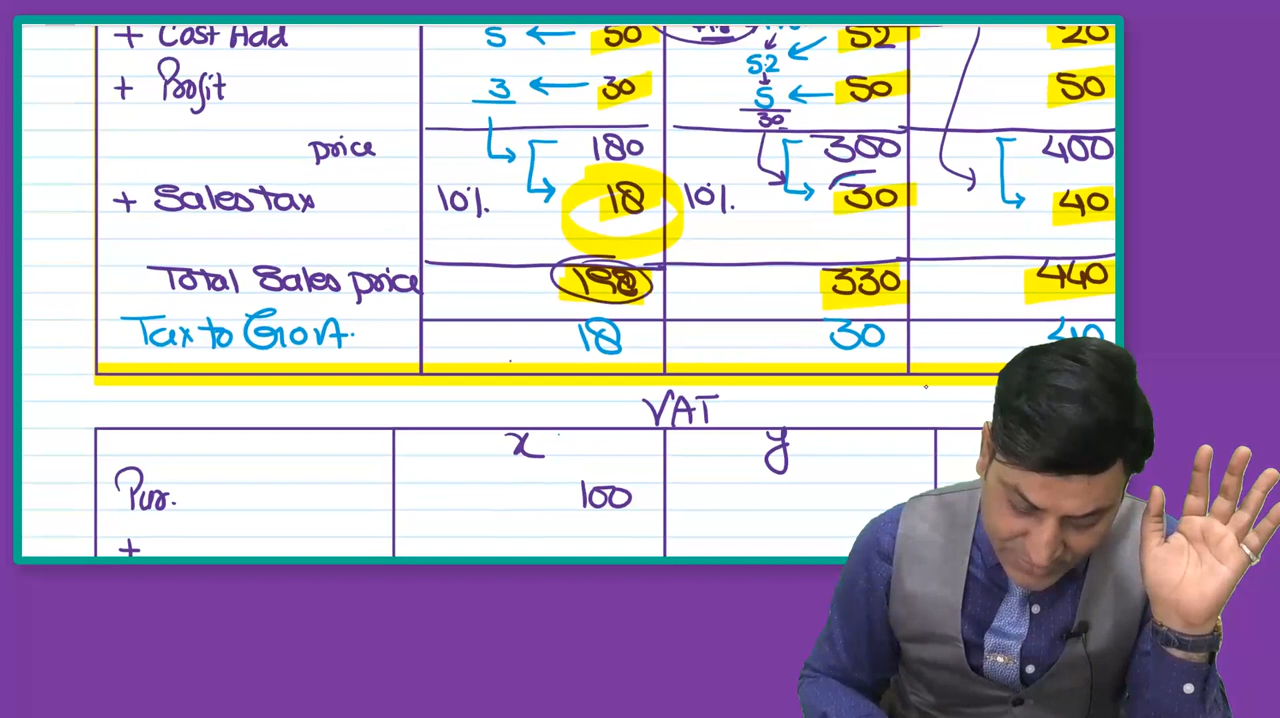 + Cost Add 5 ← 50 52 20
52
+ Profit 3 ← 30 5 ← 50 50
30
price 180 300 400
+ Sales tax 10% 18 10% 30 40
Total Sales price 198 330 440
Tax to Govt. 18 30 40
VAT
x y
Pur. 100
+